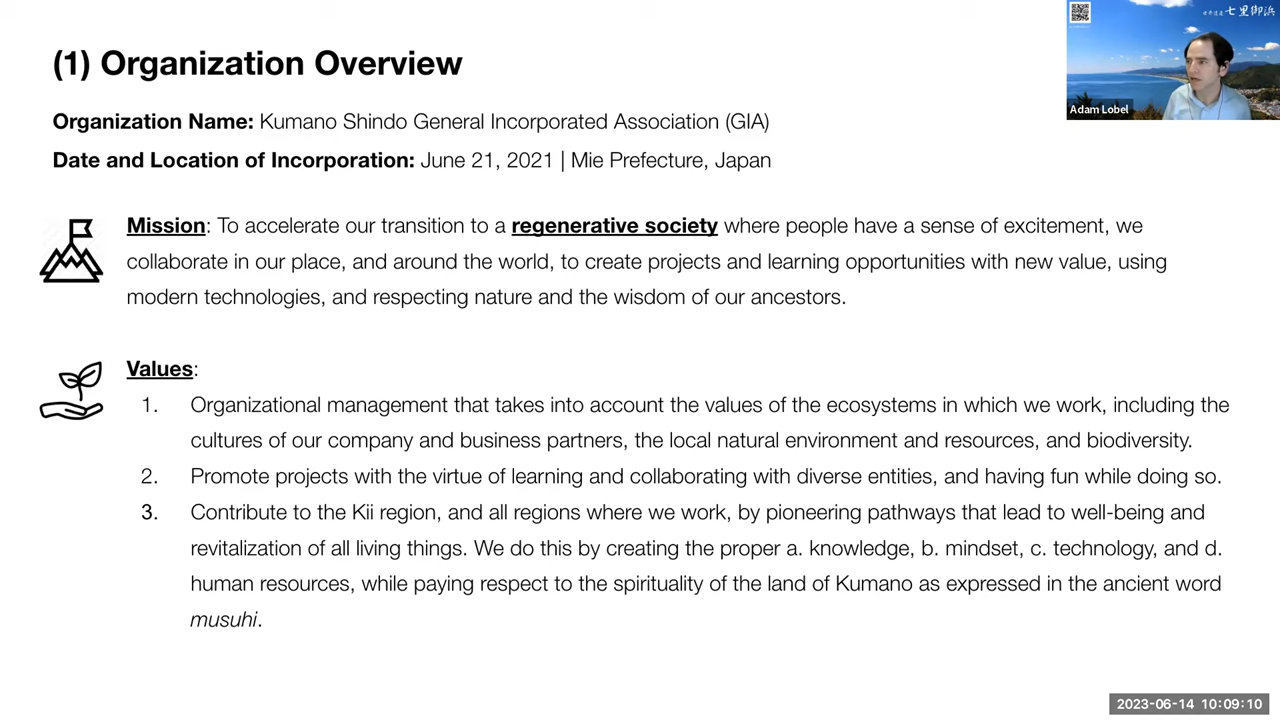 (1) Organization Overview
世界遺産 七里御浜
Adam Lobel
Organization Name: Kumano Shindo General Incorporated Association (GIA)
Date and Location of Incorporation: June 21, 2021 | Mie Prefecture, Japan
Mission: To accelerate our transition to a regenerative society where people have a sense of excitement, we
collaborate in our place, and around the world, to create projects and learning opportunities with new value, using
modern technologies, and respecting nature and the wisdom of our ancestors.
Values:
1. Organizational management that takes into account the values of the ecosystems in which we work, including the
cultures of our company and business partners, the local natural environment and resources, and biodiversity.
2. Promote projects with the virtue of learning and collaborating with diverse entities, and having fun while doing so.
3. Contribute to the Kii region, and all regions where we work, by pioneering pathways that lead to well-being and
revitalization of all living things. We do this by creating the proper a. knowledge, b. mindset, c. technology, and d.
human resources, while paying respect to the spirituality of the land of Kumano as expressed in the ancient word
musuhi.
2023-06-14 10:09:10